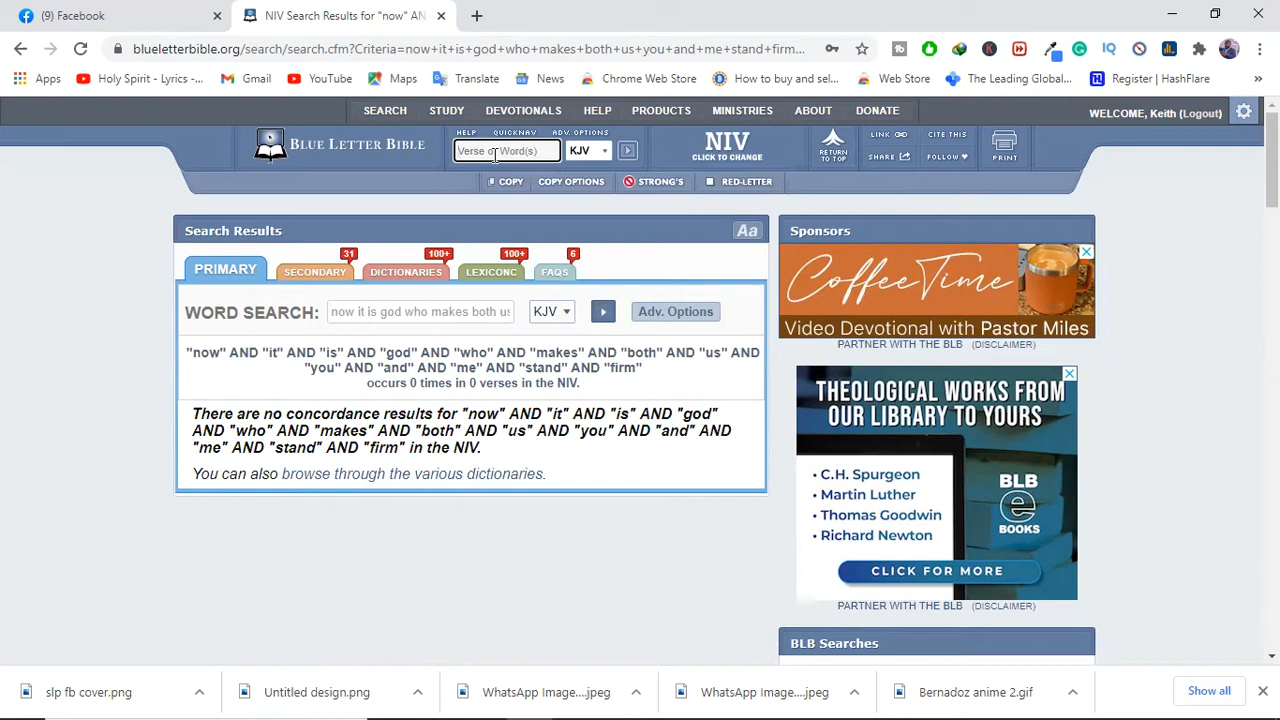 (9) Facebook
NIV Search Results for "now" AN
blueletterbible.org/search/search.cfm?Criteria=now+it+is+god+who+makes+both+us+you+and+me+stand+firm...
Apps
Holy Spirit - Lyrics -...
Gmail
YouTube
Maps
Translate
News
Chrome Web Store
How to buy and sel...
Web Store
The Leading Global...
Register | HashFlare
»
SEARCH STUDY DEVOTIONALS HELP PRODUCTS MINISTRIES ABOUT DONATE
WELCOME, Keith (Logout)
BLUE LETTER BIBLE
HELP QUICKNAV ADV. OPTIONS
Verse or Word(s)
KJV
NIV
CLICK TO CHANGE
RETURN
TO TOP
LINK
CITE THIS
SHARE
FOLLOW
PRINT
COPY COPY OPTIONS STRONG'S RED-LETTER
Search Results
Aa
31 100+ 100+ 6
PRIMARY SECONDARY DICTIONARIES LEXICONC FAQS
WORD SEARCH: now it is god who makes both us KJV Adv. Options
"now" AND "it" AND "is" AND "god" AND "who" AND "makes" AND "both" AND "us" AND
"you" AND "and" AND "me" AND "stand" AND "firm"
occurs 0 times in 0 verses in the NIV.
There are no concordance results for "now" AND "it" AND "is" AND "god"
AND "who" AND "makes" AND "both" AND "us" AND "you" AND "and" AND
"me" AND "stand" AND "firm" in the NIV.
You can also browse through the various dictionaries.
Sponsors
CoffeeTime
Video Devotional with Pastor Miles
PARTNER WITH THE BLB (DISCLAIMER)
THEOLOGICAL WORKS FROM
OUR LIBRARY TO YOURS
• C.H. Spurgeon
• Martin Luther
• Thomas Goodwin
• Richard Newton
BLB
e
BOOKS
CLICK FOR MORE
PARTNER WITH THE BLB (DISCLAIMER)
BLB Searches
slp fb cover.png
Untitled design.png
WhatsApp Image....jpeg
WhatsApp Image....jpeg
Bernadoz anime 2.gif
Show all